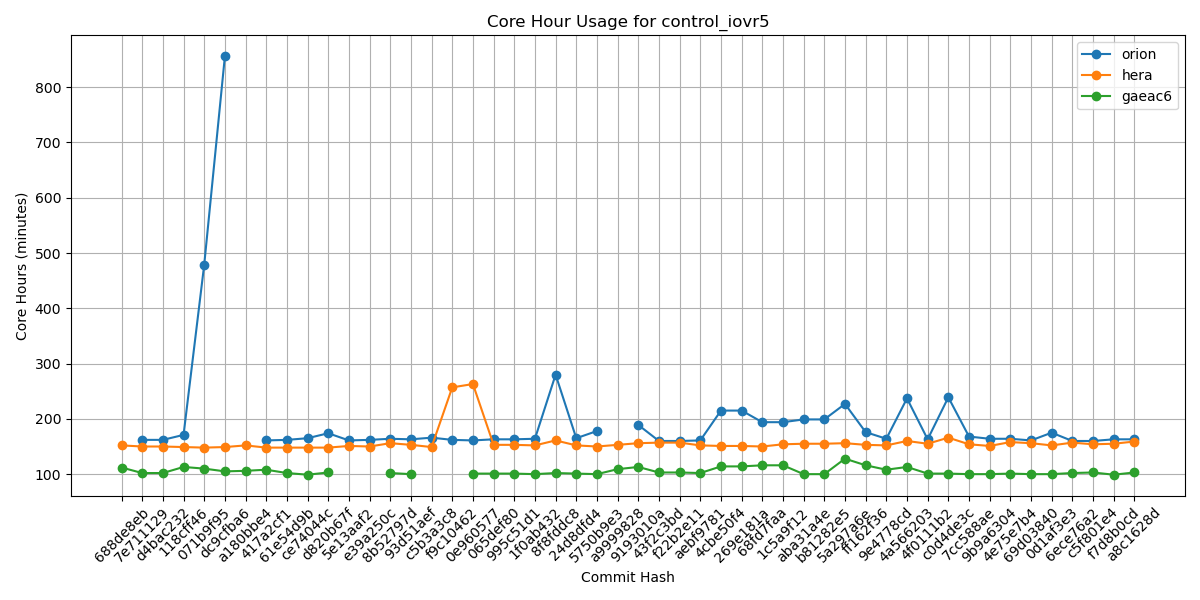 Core Hour Usage for control_iovr5
orion
hera
gaeac6
Core Hours (minutes)
800
700
600
500
400
300
200
100
688de8eb
7e711129
d4bac232
118cff46
071b9f95
dc9cfba6
a180bbe4
417a2cf1
61e54d9b
ce74044c
d820b67f
5e13aaf2
e39a250c
8b52797d
93d51aef
c5b3a3c8
f9c10462
0e960577
065def80
995c51d1
1f0ab432
8f8fdfdc8
24d8dfd4
5750b9e3
a9999828
9193010a
43f253bd
f22b2e11
aebf9781
4cbe50f4
269e181a
68fd7faa
1c5a9f12
aba31a4e
b81282e5
5a297a6e
ff162f36
9e4778cd
4a566203
4f0411b2
c0d4de3c
7cc588ae
9b9a6304
4e75e7b4
69d03840
0d1af3e3
6ece76a2
c5f801e4
f7d8b0cd
a8c1628d
Commit Hash